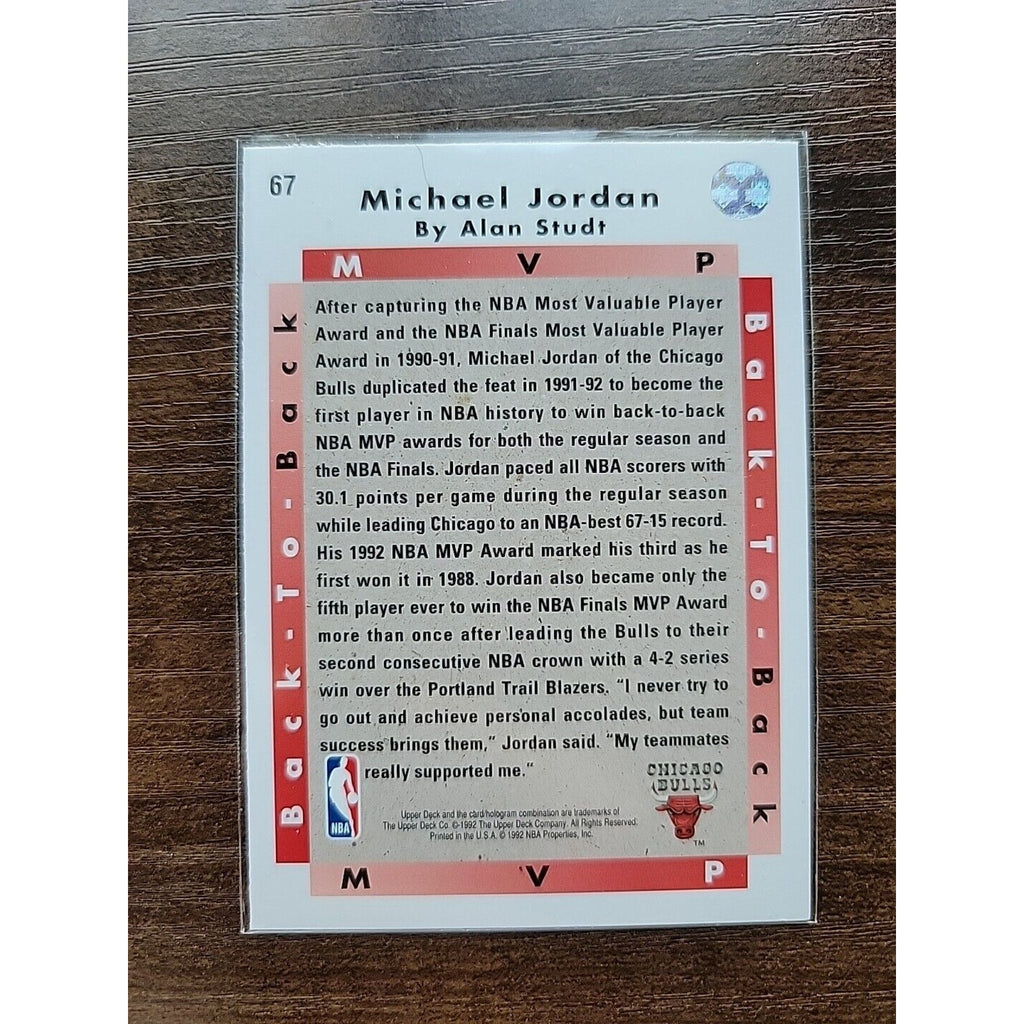 67
Michael Jordan
By Alan Studt
M V P
Back-To-Back
Back-To-Back
After capturing the NBA Most Valuable Player
Award and the NBA Finals Most Valuable Player
Award in 1990-91, Michael Jordan of the Chicago
Bulls duplicated the feat in 1991-92 to become the
first player in NBA history to win back-to-back
NBA MVP awards for both the regular season and
the NBA Finals. Jordan paced all NBA scorers with
30.1 points per game during the regular season
while leading Chicago to an NBA-best 67-15 record.
His 1992 NBA MVP Award marked his third as he
first won it in 1988. Jordan also became only the
fifth player ever to win the NBA Finals MVP Award
more than once after leading the Bulls to their
second consecutive NBA crown with a 4-2 series
win over the Portland Trail Blazers. "I never try to
go out and achieve personal accolades, but team
success brings them," Jordan said. "My teammates
really supported me."
NBA
CHICAGO
BULLS
TM
Upper Deck and the card/hologram combination are trademarks of
The Upper Deck Co. ©1992 The Upper Deck Company. All Rights Reserved.
Printed in the U.S.A. © 1992 NBA Properties, Inc.
M V P